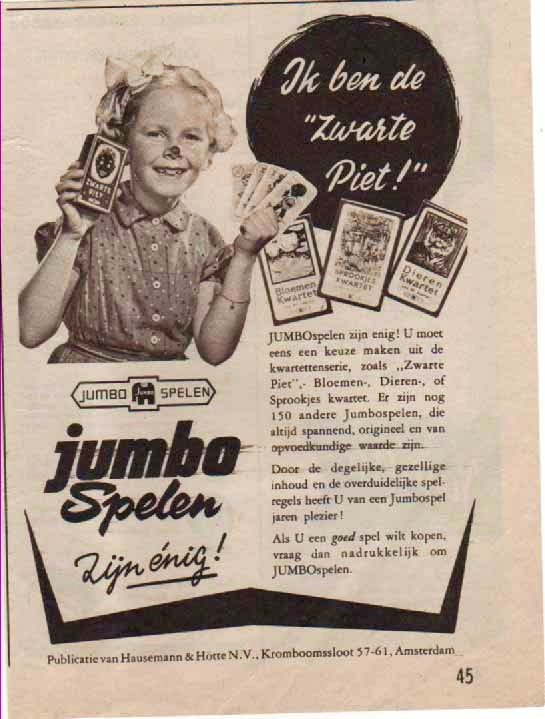 Ik ben de
"Zwarte
Piet!"
ZWARTE
PIET
Bloemen
Kwartet
SPROOKJES
KWARTET
Dieren
Kwartet
JUMBOspelen zijn enig! U moet
eens een keuze maken uit de
kwartettenserie, zoals „Zwarte
Piet",- Bloemen-, Dieren-, of
Sprookjes kwartet. Er zijn nog
150 andere Jumbospelen, die
altijd spannend, origineel en van
opvoedkundige waarde zijn.
Door de degelijke, gezellige
inhoud en de overduidelijke spel-
regels heeft U van een Jumbospel
jaren plezier!
Als U een goed spel wilt kopen,
vraag dan nadrukkelijk om
JUMBOspelen.
JUMBO Jumbo SPELEN
jumbo
Spelen
Zijn énig!
Publicatie van Hausemann & Hötte N.V., Kromboomssloot 57-61, Amsterdam
45